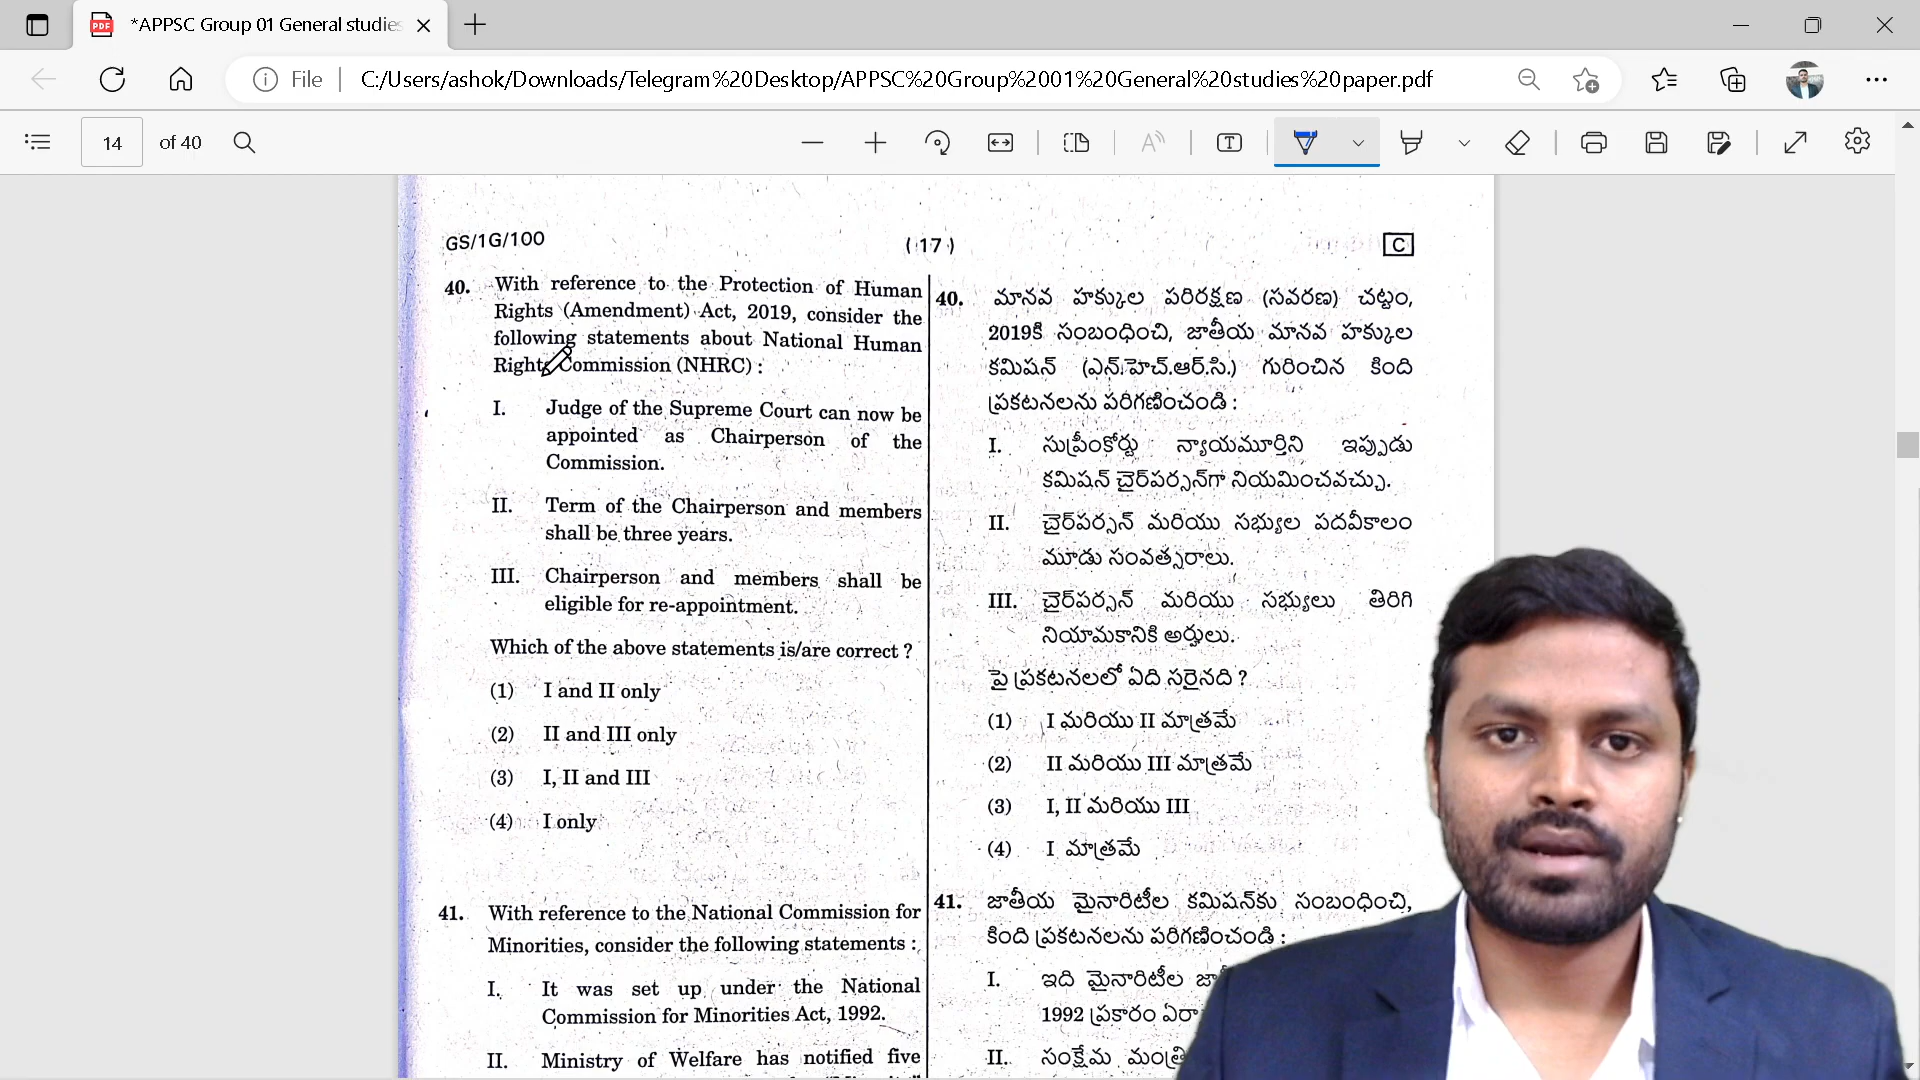 *APPSC Group 01 General studies
File
C:/Users/ashok/Downloads/Telegram%20Desktop/APPSC%20Group%2001%20General%20studies%20paper.pdf
14 of 40
GS/1G/100
(17)
C
40. With reference to the Protection of Human
Rights (Amendment) Act, 2019, consider the
following statements about National Human
Rights Commission (NHRC) :
I. Judge of the Supreme Court can now be
appointed as Chairperson of the
Commission.
II. Term of the Chairperson and members
shall be three years.
III. Chairperson and members shall be
eligible for re-appointment.
Which of the above statements is/are correct ?
(1) I and II only
(2) II and III only
(3) I, II and III
(4) I only
41. With reference to the National Commission for
Minorities, consider the following statements :
I. It was set up under the National
Commission for Minorities Act, 1992.
II. Ministry of Welfare has notified five
40. మానవ హక్కుల పరిరక్షణ (సవరణ) చట్టం,
2019కి సంబంధించి, జాతీయ మానవ హక్కుల
కమిషన్ (ఎన్.హెచ్.ఆర్.సి.) గురించిన కింది
ప్రకటనలను పరిగణించండి :
I. సుప్రీంకోర్టు న్యాయమూర్తిని ఇప్పుడు
కమిషన్ చైర్‌పర్సన్‌గా నియమించవచ్చు.
II. చైర్‌పర్సన్ మరియు సభ్యుల పదవీకాలం
మూడు సంవత్సరాలు.
III. చైర్‌పర్సన్ మరియు సభ్యులు తిరిగి
నియామకానికి అర్హులు.
పై ప్రకటనలలో ఏది సరైనది ?
(1) I మరియు II మాత్రమే
(2) II మరియు III మాత్రమే
(3) I, II మరియు III
(4) I మాత్రమే
41. జాతీయ మైనారిటీల కమిషన్‌కు సంబంధించి,
కింది ప్రకటనలను పరిగణించండి :
I. ఇది మైనారిటీల
1992 ప్రకారం
II. సంక్షేమ